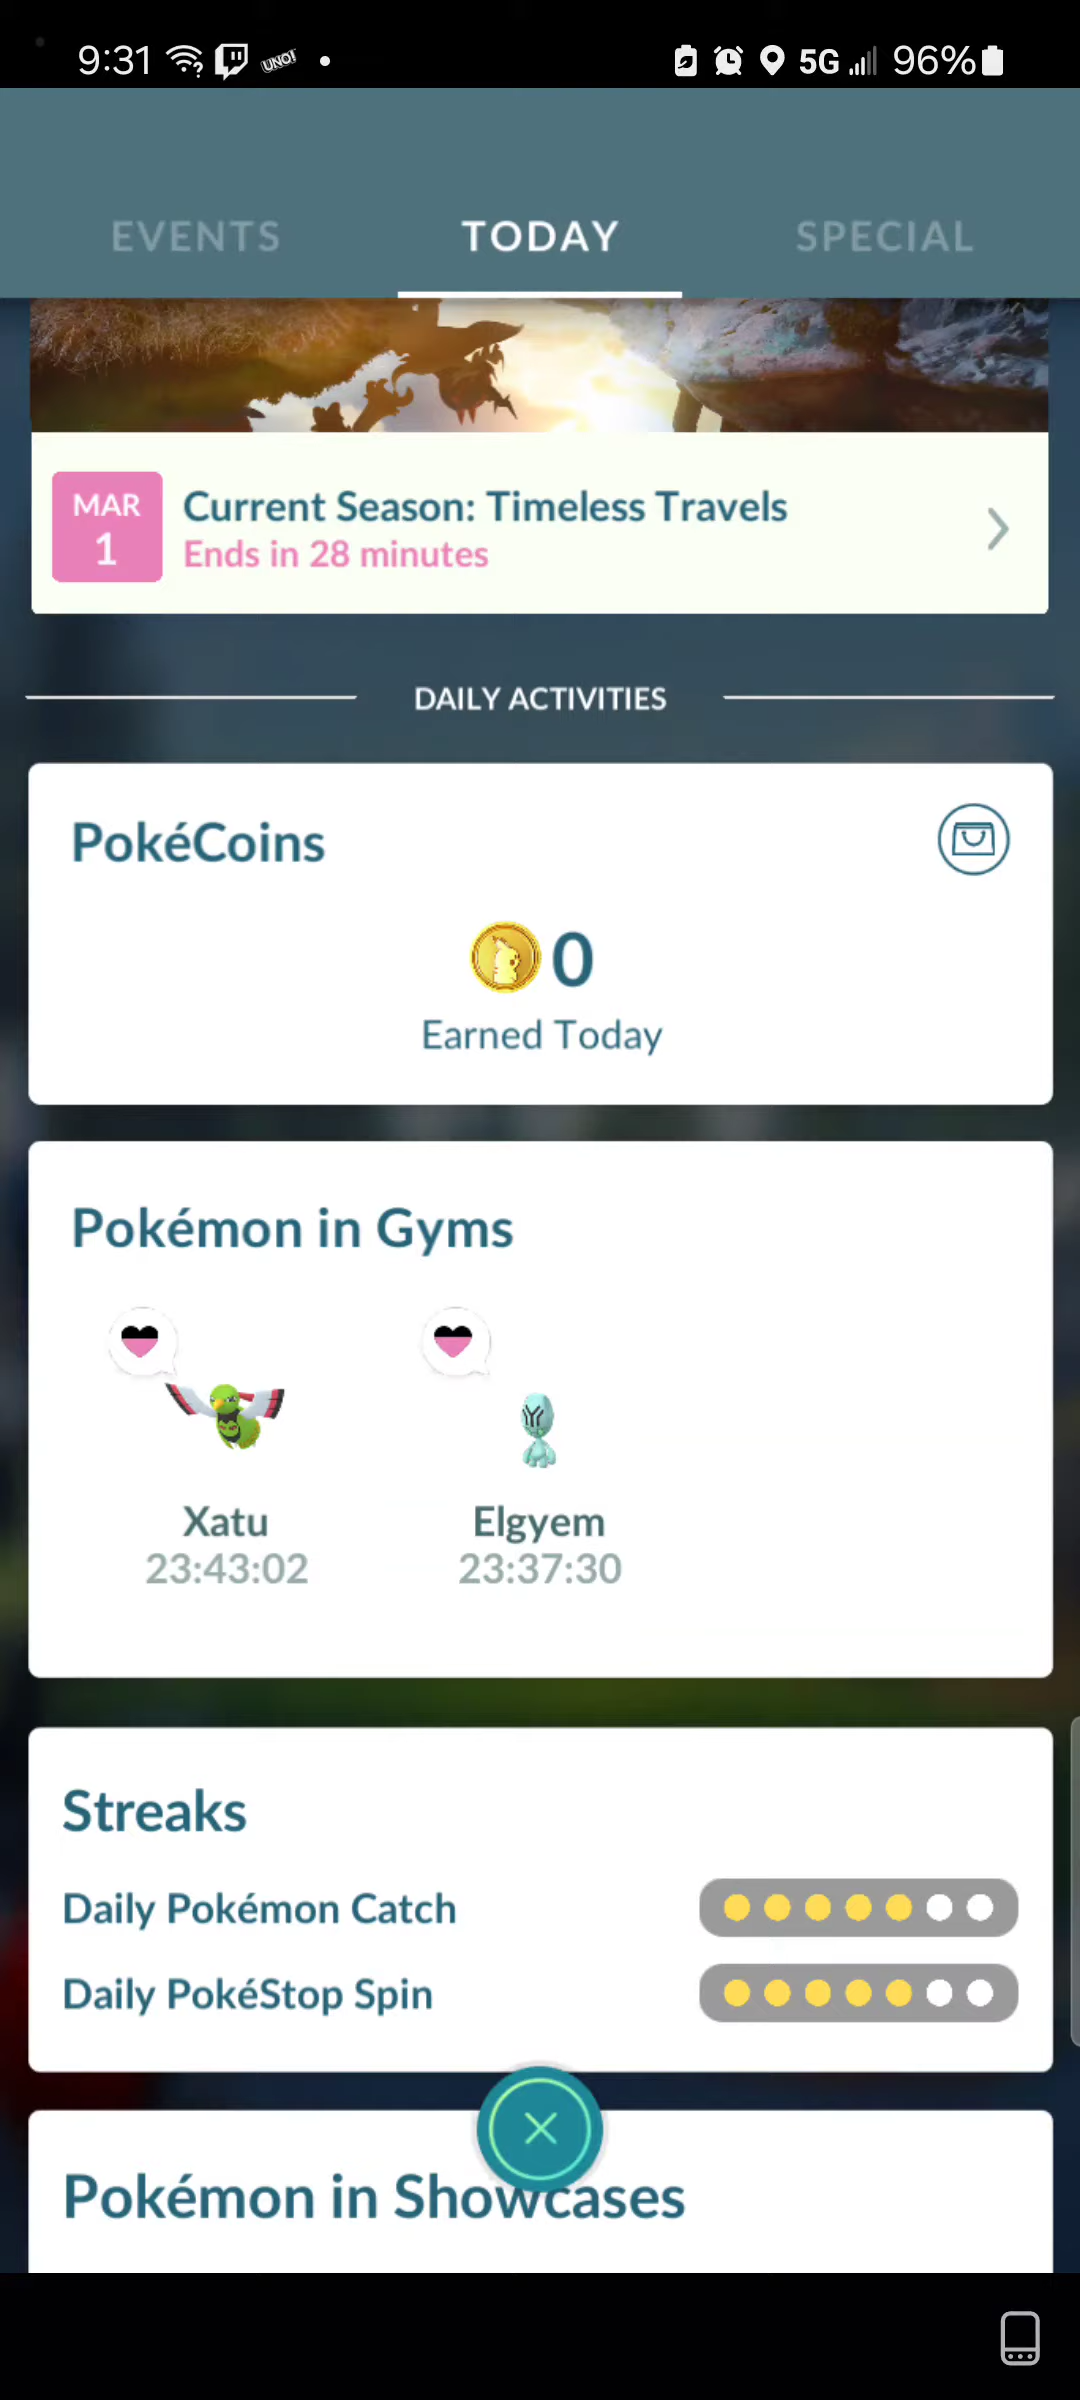 9:31 UNO! 5G 96%
EVENTS TODAY SPECIAL
MAR
1
Current Season: Timeless Travels
Ends in 28 minutes
DAILY ACTIVITIES
PokéCoins
0
Earned Today
Pokémon in Gyms
Xatu Elgyem
23:43:02 23:37:30
Streaks
Daily Pokémon Catch
Daily PokéStop Spin
Pokémon in Showcases